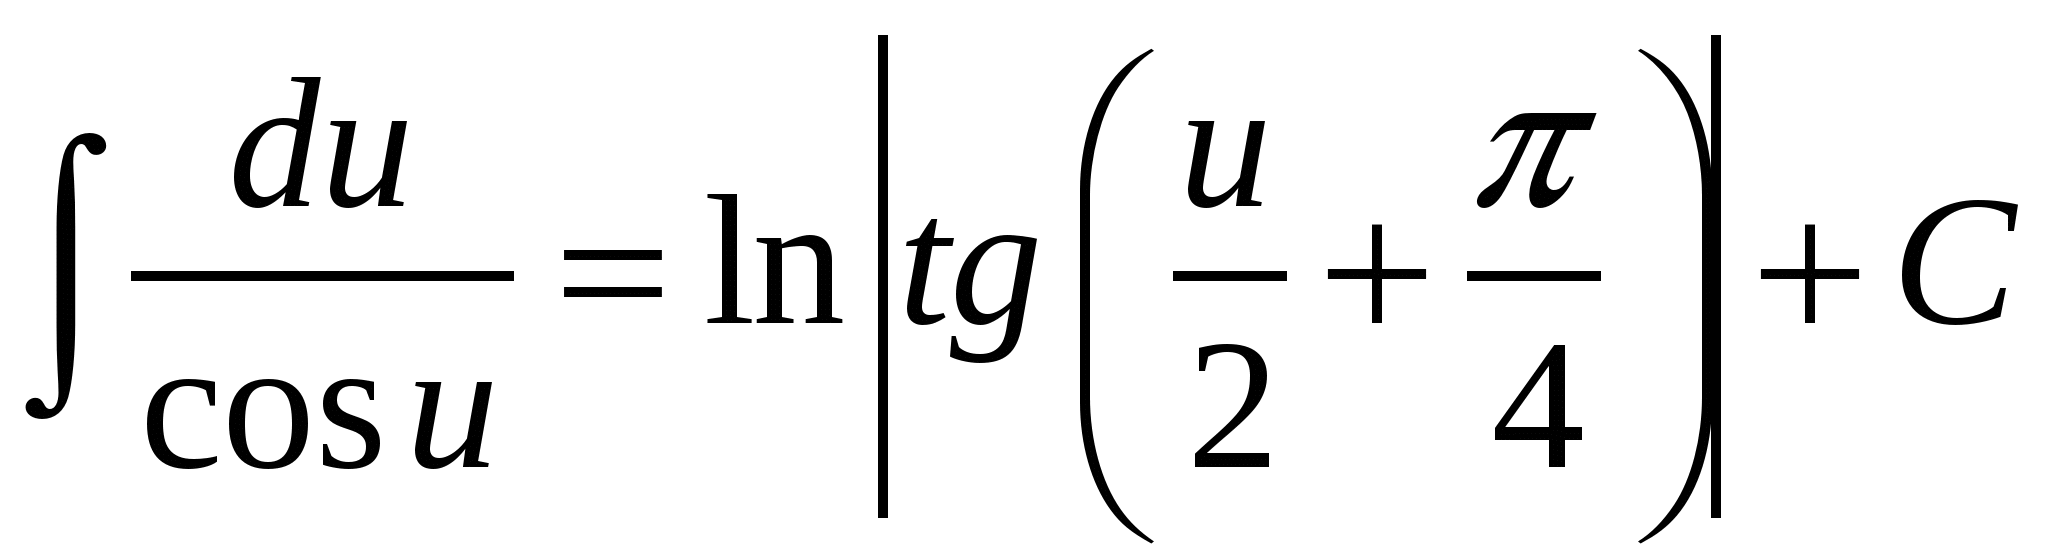 ∫ du/cos u = ln |tg (u/2 + π/4)| + C